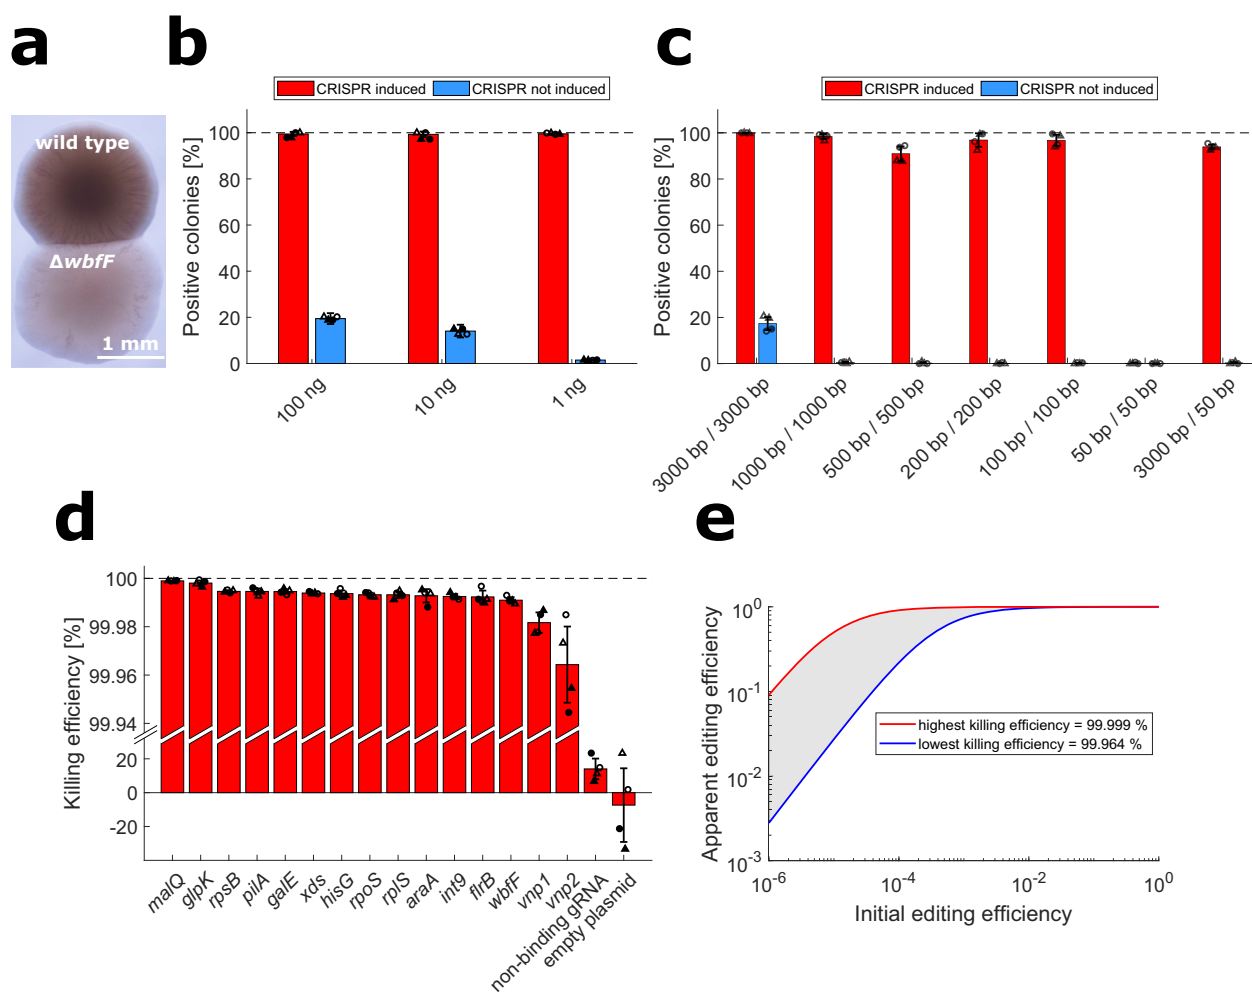 a
wild type
ΔwbfF
1 mm
b
CRISPR induced
CRISPR not induced
Positive colonies [%]
100
80
60
40
20
0
100 ng
10 ng
1 ng
c
CRISPR induced
CRISPR not induced
Positive colonies [%]
100
80
60
40
20
0
3000 bp / 3000 bp
1000 bp / 1000 bp
500 bp / 500 bp
200 bp / 200 bp
100 bp / 100 bp
50 bp / 50 bp
3000 bp / 50 bp
d
Killing efficiency [%]
100
99.98
99.96
99.94
20
0
-20
malQ
glpK
rpsB
pilA
galE
xds
hisG
rpoS
rplS
araA
int9
flrB
wbfF
vnp1
vnp2
non-binding gRNA
empty plasmid
e
Apparent editing efficiency
10^0
10^-1
10^-2
10^-3
highest killing efficiency = 99.999 %
lowest killing efficiency = 99.964 %
10^-6
10^-4
10^-2
10^0
Initial editing efficiency